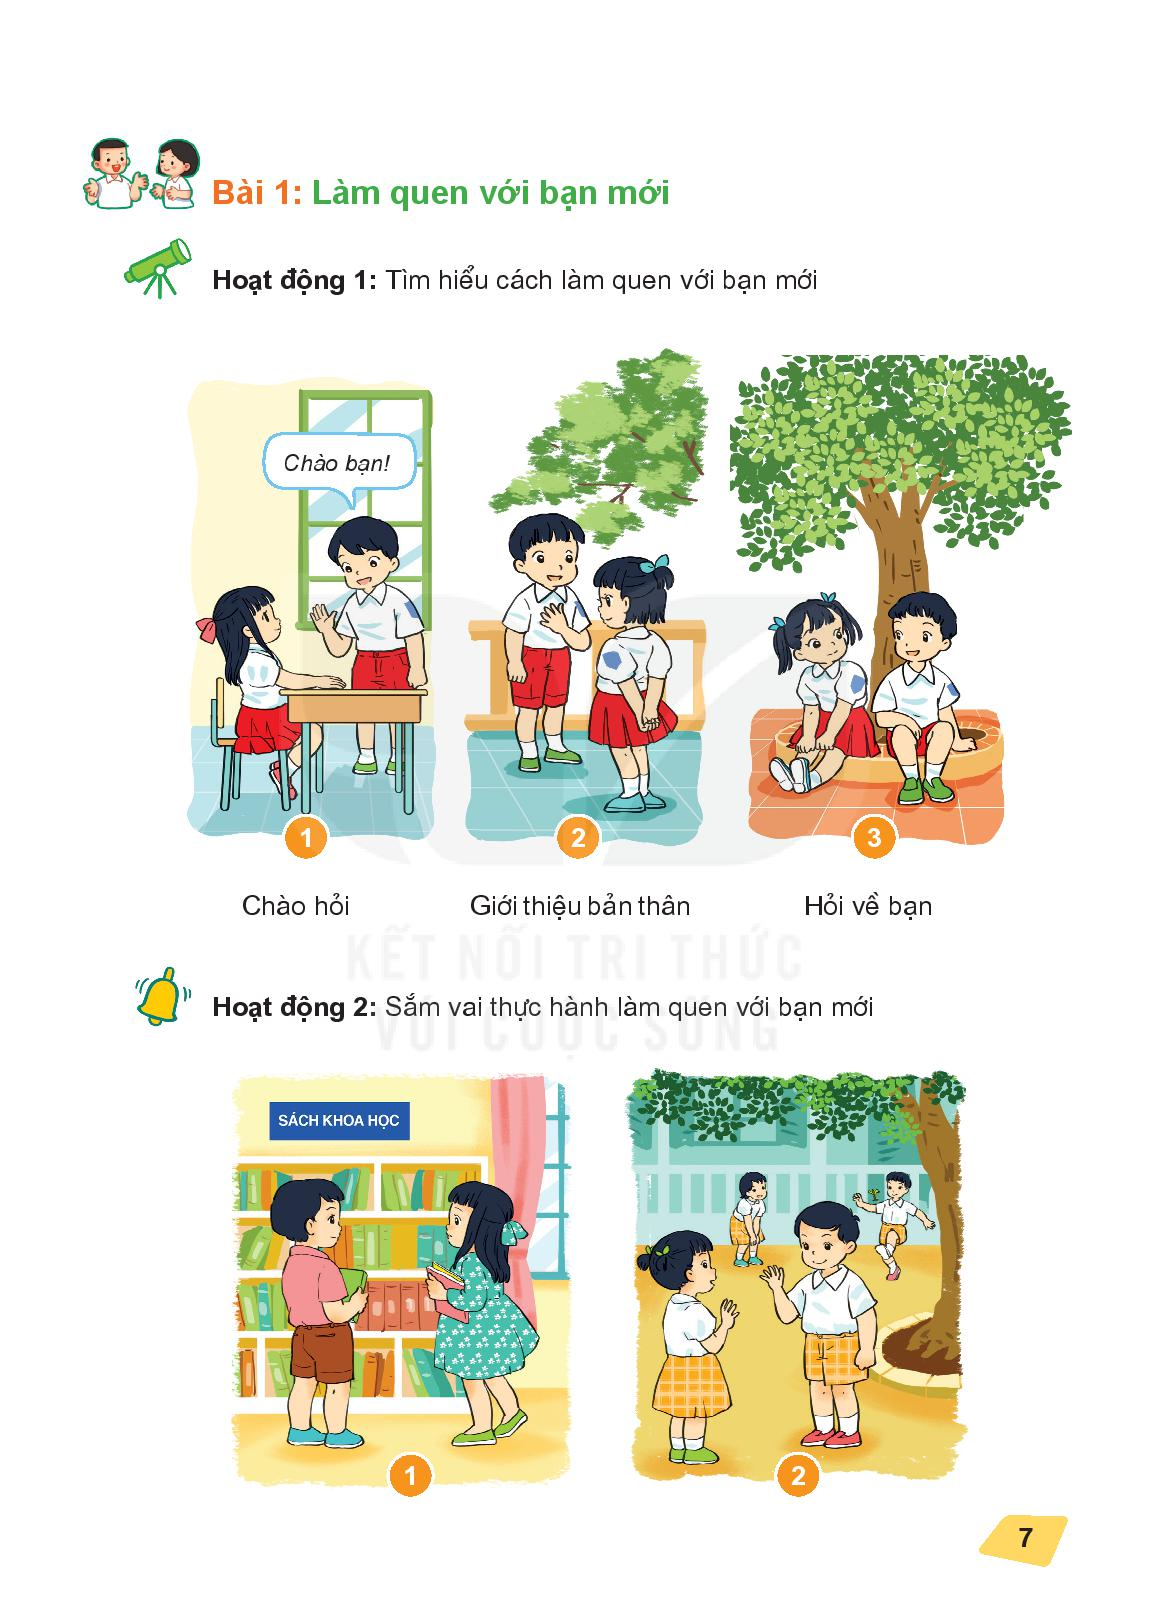 Bài 1: Làm quen với bạn mới
Hoạt động 1: Tìm hiểu cách làm quen với bạn mới
Chào bạn!
1
2
3
Chào hỏi
Giới thiệu bản thân
Hỏi về bạn
KẾT NỐI TRI THỨC
VỚI CUỘC SỐNG
Hoạt động 2: Sắm vai thực hành làm quen với bạn mới
SÁCH KHOA HỌC
1
2
7